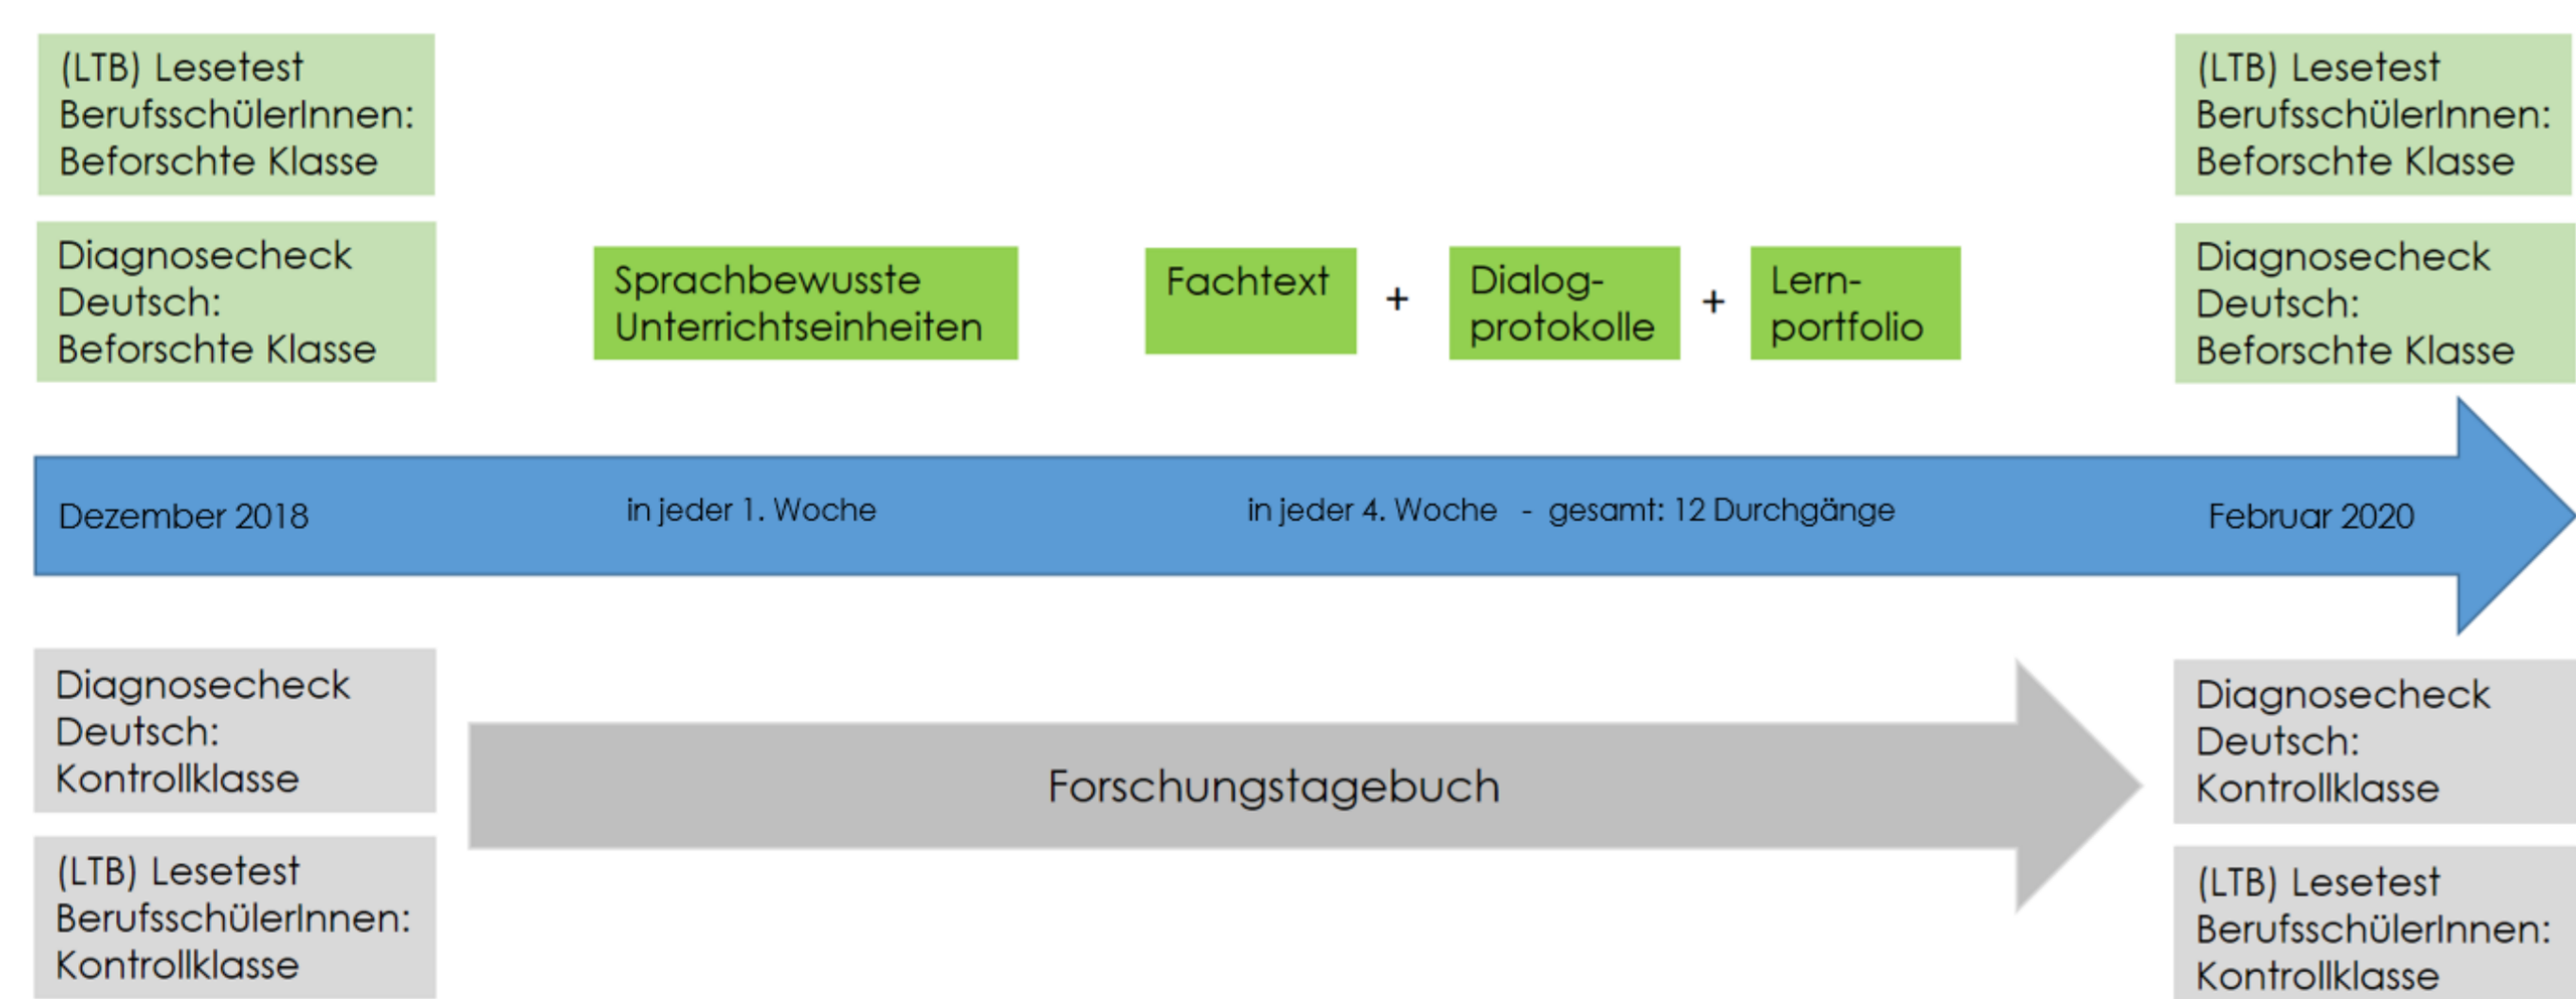 (LTB) Lesetest
BerufsschülerInnen:
Beforschte Klasse
Diagnosecheck
Deutsch:
Beforschte Klasse
Sprachbewusste
Unterrichtseinheiten
Fachtext
+
Dialog-
protokolle
+
Lern-
portfolio
(LTB) Lesetest
BerufsschülerInnen:
Beforschte Klasse
Diagnosecheck
Deutsch:
Beforschte Klasse
Dezember 2018
in jeder 1. Woche
in jeder 4. Woche - gesamt: 12 Durchgänge
Februar 2020
Diagnosecheck
Deutsch:
Kontrollklasse
(LTB) Lesetest
BerufsschülerInnen:
Kontrollklasse
Forschungstagebuch
Diagnosecheck
Deutsch:
Kontrollklasse
(LTB) Lesetest
BerufsschülerInnen:
Kontrollklasse